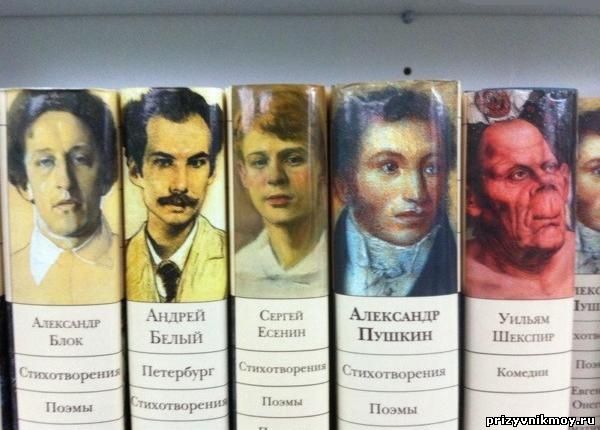 Александр
Блок
Стихотворения
Поэмы
Андрей
Белый
Петербург
Стихотворения
Сергей
Есенин
Стихотворения
Поэмы
Александр
Пушкин
Стихотворения
Поэмы
Уильям
Шекспир
Комедии
prizyvnikmoy.ru